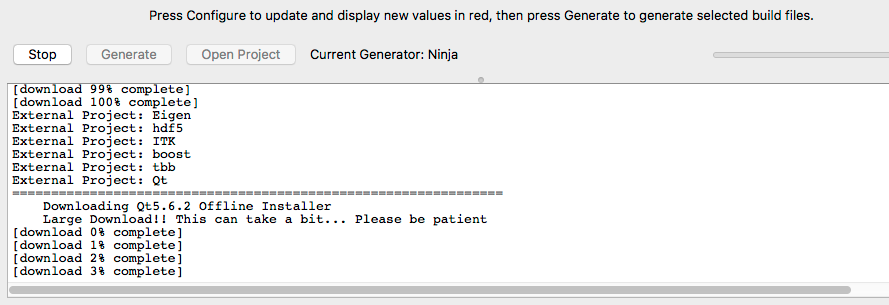 Press Configure to update and display new values in red, then press Generate to generate selected build files.
Stop Generate Open Project Current Generator: Ninja
[download 99% complete]
[download 100% complete]
External Project: Eigen
External Project: hdf5
External Project: ITK
External Project: boost
External Project: tbb
External Project: Qt
===============================================================
Downloading Qt5.6.2 Offline Installer
Large Download!! This can take a bit... Please be patient
[download 0% complete]
[download 1% complete]
[download 2% complete]
[download 3% complete]